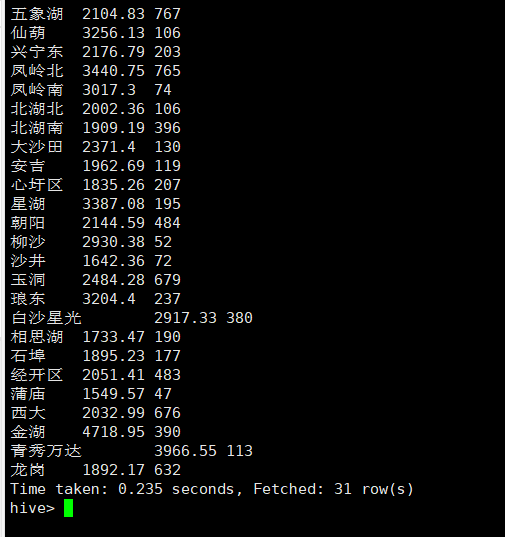 五象湖 2104.83 767
仙葫 3256.13 106
兴宁东 2176.79 203
凤岭北 3440.75 765
凤岭南 3017.3 74
北湖北 2002.36 106
北湖南 1909.19 396
大沙田 2371.4 130
安吉 1962.69 119
心圩区 1835.26 207
星湖 3387.08 195
朝阳 2144.59 484
柳沙 2930.38 52
沙井 1642.36 72
玉洞 2484.28 679
琅东 3204.4 237
白沙星光 2917.33 380
相思湖 1733.47 190
石埠 1895.23 177
经开区 2051.41 483
蒲庙 1549.57 47
西大 2032.99 676
金湖 4718.95 390
青秀万达 3966.55 113
龙岗 1892.17 632
Time taken: 0.235 seconds, Fetched: 31 row(s)
hive>